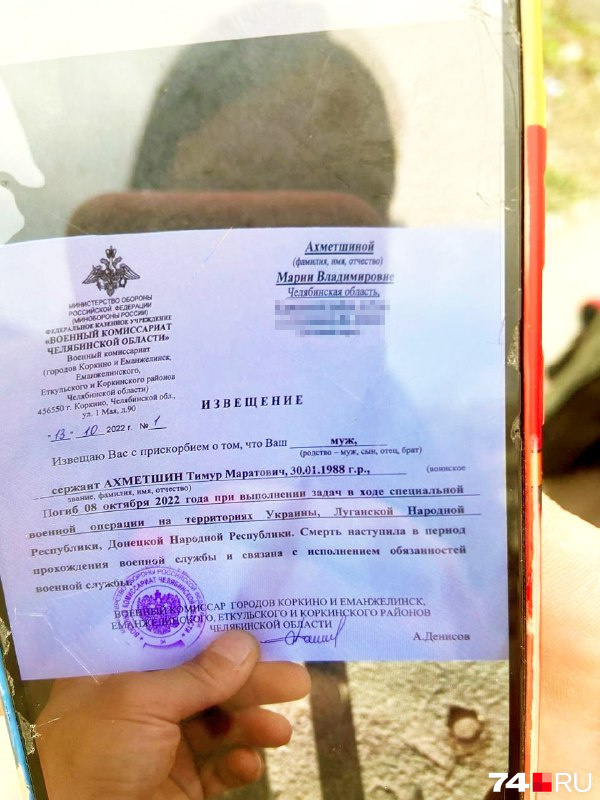 МИНИСТЕРСТВО ОБОРОНЫ
РОССИЙСКОЙ ФЕДЕРАЦИИ
(МИНОБОРОНЫ РОССИИ)
ФЕДЕРАЛЬНОЕ КАЗЕННОЕ УЧРЕЖДЕНИЕ
«ВОЕННЫЙ КОМИССАРИАТ
ЧЕЛЯБИНСКОЙ ОБЛАСТИ»
Военный комиссариат
(городов Коркино и Еманжелинск,
Еманжелинского,
Еткульского и Коркинского районов
Челябинской области)
456550 г. Коркино, Челябинской обл.,
ул. 1 Мая, д.90
«13» 10 2022 г. № 1
Ахметшиной
(фамилия, имя, отчество)
Марии Владимировне
Челябинская область,
ИЗВЕЩЕНИЕ
Извещаю Вас с прискорбием о том, что Ваш муж,
(родство – муж, сын, отец, брат)
сержант АХМЕТШИН Тимур Маратович, 30.01.1988 г.р., (воинское
звание, фамилия, имя, отчество)
Погиб 08 октября 2022 года при выполнении задач в ходе специальной
военной операции на территориях Украины, Луганской Народной
Республики, Донецкой Народной Республики. Смерть наступила в период
прохождения военной службы и связана с исполнением обязанностей
военной службы.
ВОЕННЫЙ КОМИССАР ГОРОДОВ КОРКИНО И ЕМАНЖЕЛИНСК,
ЕМАНЖЕЛИНСКОГО, ЕТКУЛЬСКОГО И КОРКИНСКОГО РАЙОНОВ
ЧЕЛЯБИНСКОЙ ОБЛАСТИ
А.Денисов
74.RU